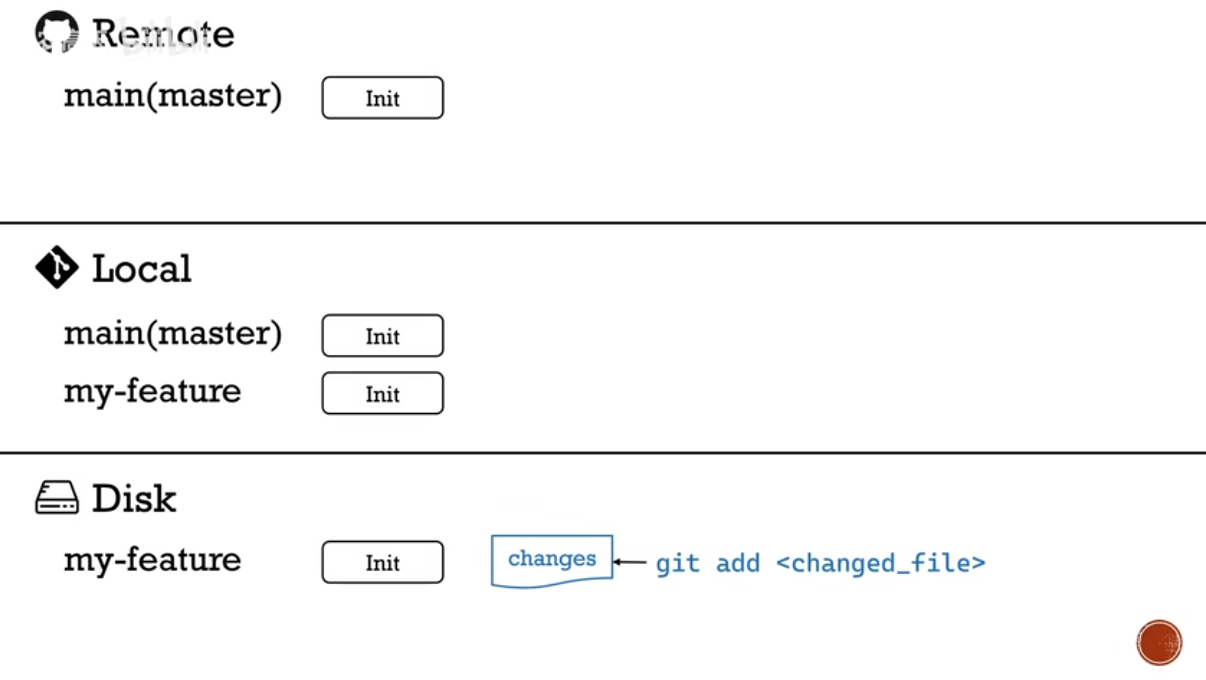 Remote
main(master) Init
Local
main(master) Init
my-feature Init
Disk
my-feature Init changes git add <changed_file>